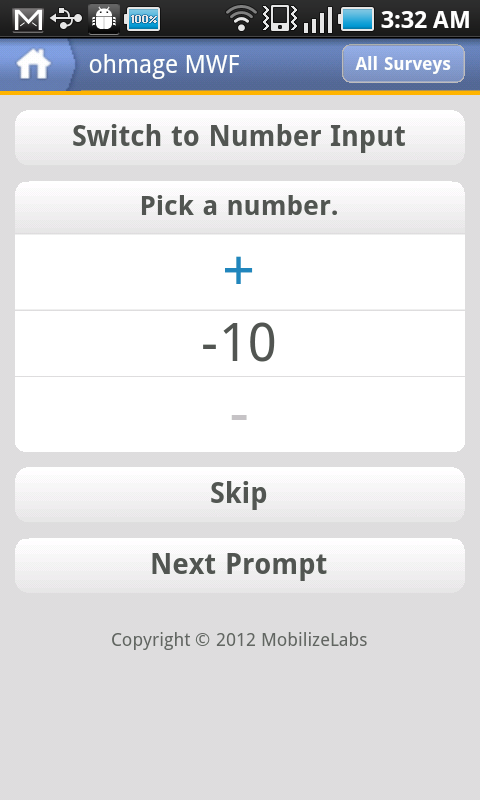 100% 3:32 AM
ohmage MWF All Surveys
Switch to Number Input
Pick a number.
+
-10
-
Skip
Next Prompt
Copyright © 2012 MobilizeLabs